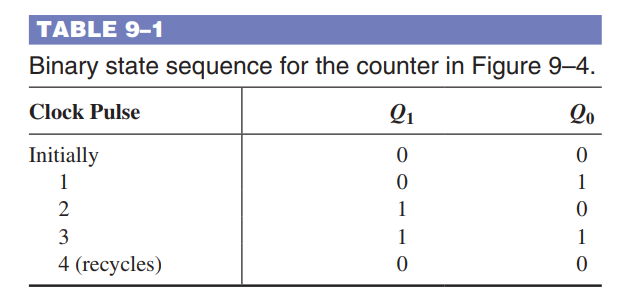 TABLE 9–1
Binary state sequence for the counter in Figure 9–4.
Clock Pulse Q1 Q0
Initially 0 0
1 0 1
2 1 0
3 1 1
4 (recycles) 0 0